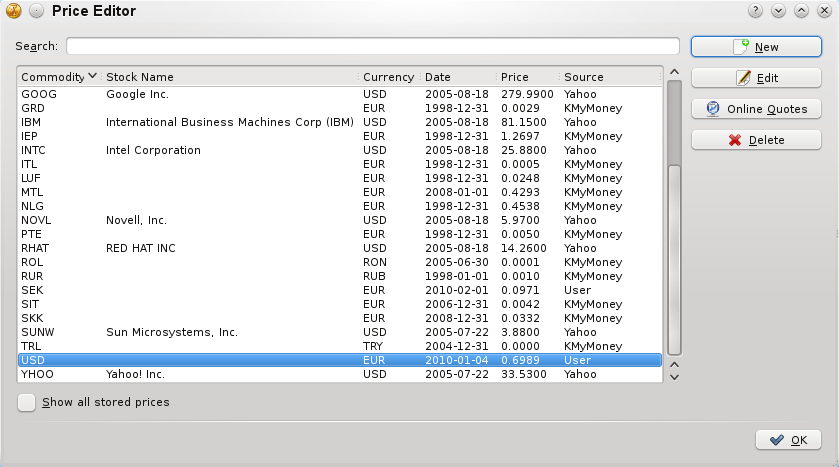 Price Editor
Search:
New
Commodity Stock Name Currency Date Price Source
Edit
GOOG Google Inc. USD 2005-08-18 279.9900 Yahoo
GRD EUR 1998-12-31 0.0029 KMyMoney
Online Quotes
IBM International Business Machines Corp (IBM) USD 2005-08-18 81.1500 Yahoo
IEP EUR 1998-12-31 1.2697 KMyMoney
Delete
INTC Intel Corporation USD 2005-08-18 25.8800 Yahoo
ITL EUR 1998-12-31 0.0005 KMyMoney
LUF EUR 1998-12-31 0.0248 KMyMoney
MTL EUR 2008-01-01 0.4293 KMyMoney
NLG EUR 1998-12-31 0.4538 KMyMoney
NOVL Novell, Inc. USD 2005-08-18 5.9700 Yahoo
PTE EUR 1998-12-31 0.0050 KMyMoney
RHAT RED HAT INC USD 2005-08-18 14.2600 Yahoo
ROL RON 2005-06-30 0.0001 KMyMoney
RUR RUB 1998-01-01 0.0010 KMyMoney
SEK EUR 2010-02-01 0.0971 User
SIT EUR 2006-12-31 0.0042 KMyMoney
SKK EUR 2008-12-31 0.0332 KMyMoney
SUNW Sun Microsystems, Inc. USD 2005-07-22 3.8800 Yahoo
TRL TRY 2004-12-31 0.0000 KMyMoney
USD EUR 2010-01-04 0.6989 User
YHOO Yahoo! Inc. USD 2005-07-22 33.5300 Yahoo
Show all stored prices
OK